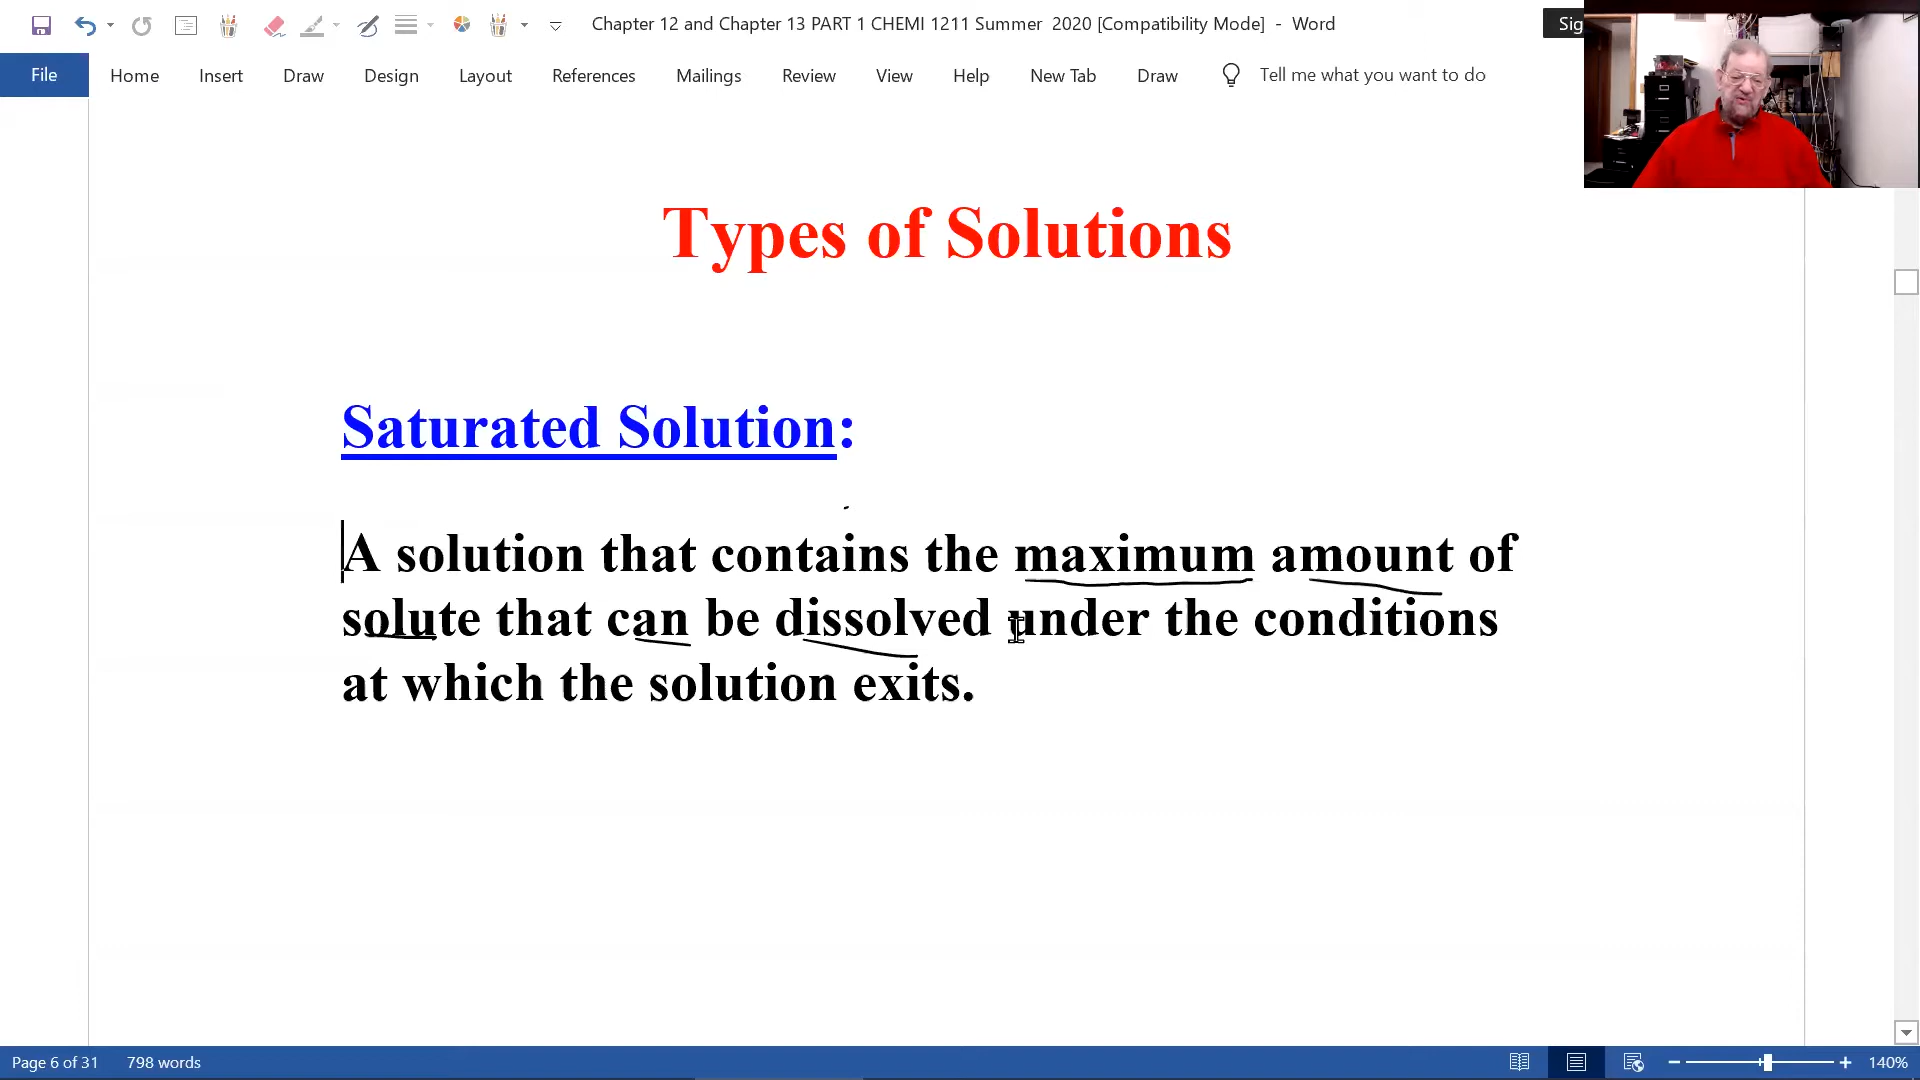 Chapter 12 and Chapter 13 PART 1 CHEMI 1211 Summer 2020 [Compatibility Mode] - Word
Sig
File Home Insert Draw Design Layout References Mailings Review View Help New Tab Draw Tell me what you want to do
Types of Solutions
Saturated Solution:
A solution that contains the maximum amount of
solute that can be dissolved under the conditions
at which the solution exits.
Page 6 of 31 798 words 140%